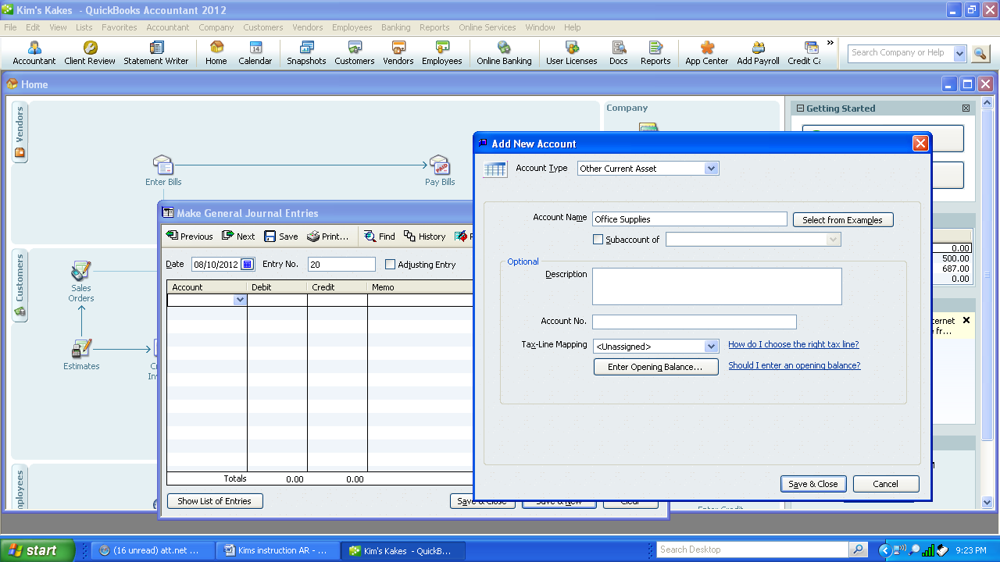 Kim's Kakes - QuickBooks Accountant 2012
File Edit View Lists Favorites Accountant Company Customers Vendors Employees Banking Reports Online Services Window Help
Accountant Client Review Statement Writer Home Calendar Snapshots Customers Vendors Employees Online Banking User Licenses Docs Reports App Center Add Payroll Credit Ca
Search Company or Help
Home
Vendors
Company
Getting Started
Enter Bills
Pay Bills
Add New Account
Account Type Other Current Asset
Account Name Office Supplies Select from Examples
Subaccount of
Optional
Description
Account No.
Tax-Line Mapping <Unassigned> How do I choose the right tax line?
Enter Opening Balance... Should I enter an opening balance?
Save & Close Cancel
Make General Journal Entries
Previous Next Save Print... Find History
Date 08/10/2012 Entry No. 20 Adjusting Entry
Account Debit Credit Memo
Totals 0.00 0.00
Show List of Entries Save & Close Save & New Clear
Customers
Sales Orders
Estimates
0.00
500.00
687.00
0.00
Enter Credit
start (16 unread) att.net ... Kims instruction AR - ... Kim's Kakes - QuickB... Search Desktop 9:23 PM